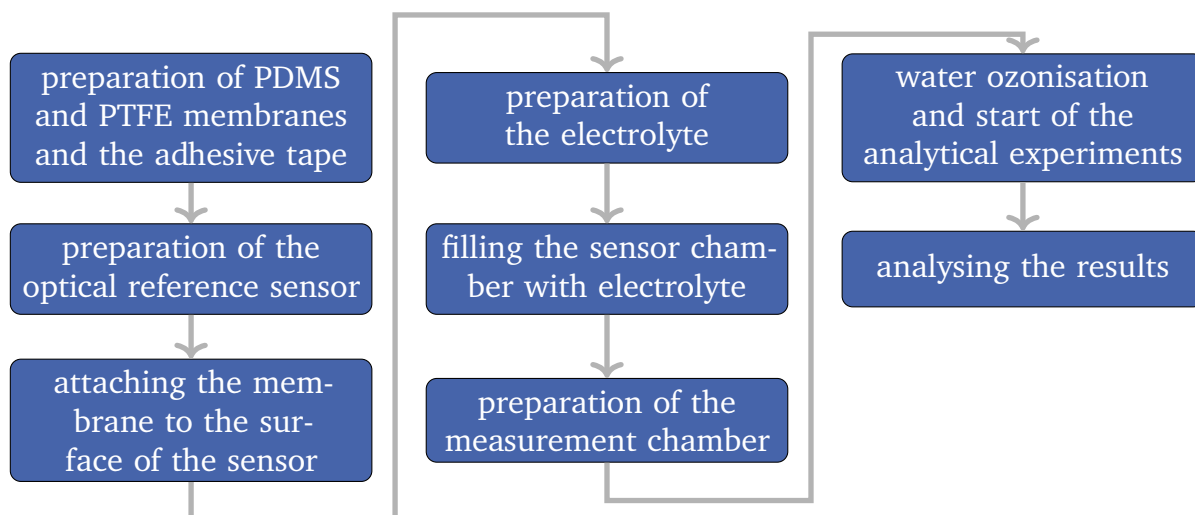 preparation of PDMS
and PTFE membranes
and the adhesive tape
preparation of the
optical reference sensor
attaching the mem-
brane to the sur-
face of the sensor
preparation of
the electrolyte
filling the sensor cham-
ber with electrolyte
preparation of the
measurement chamber
water ozonisation
and start of the
analytical experiments
analysing the results